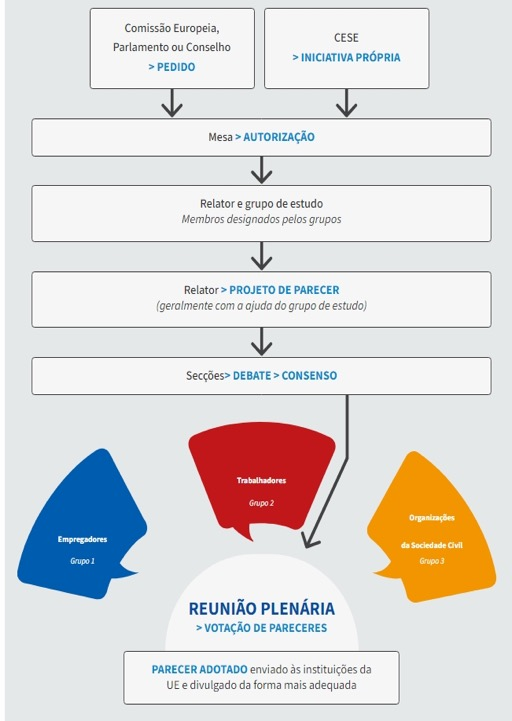 Comissão Europeia,
Parlamento ou Conselho
> PEDIDO
CESE
> INICIATIVA PRÓPRIA
Mesa > AUTORIZAÇÃO
Relator e grupo de estudo
Membros designados pelos grupos
Relator > PROJETO DE PARECER
(geralmente com a ajuda do grupo de estudo)
Secções> DEBATE > CONSENSO
Empregadores
Grupo 1
Trabalhadores
Grupo 2
Organizações
da Sociedade Civil
Grupo 3
REUNIÃO PLENÁRIA
> VOTAÇÃO DE PARECERES
PARECER ADOTADO enviado às instituições da
UE e divulgado da forma mais adequada